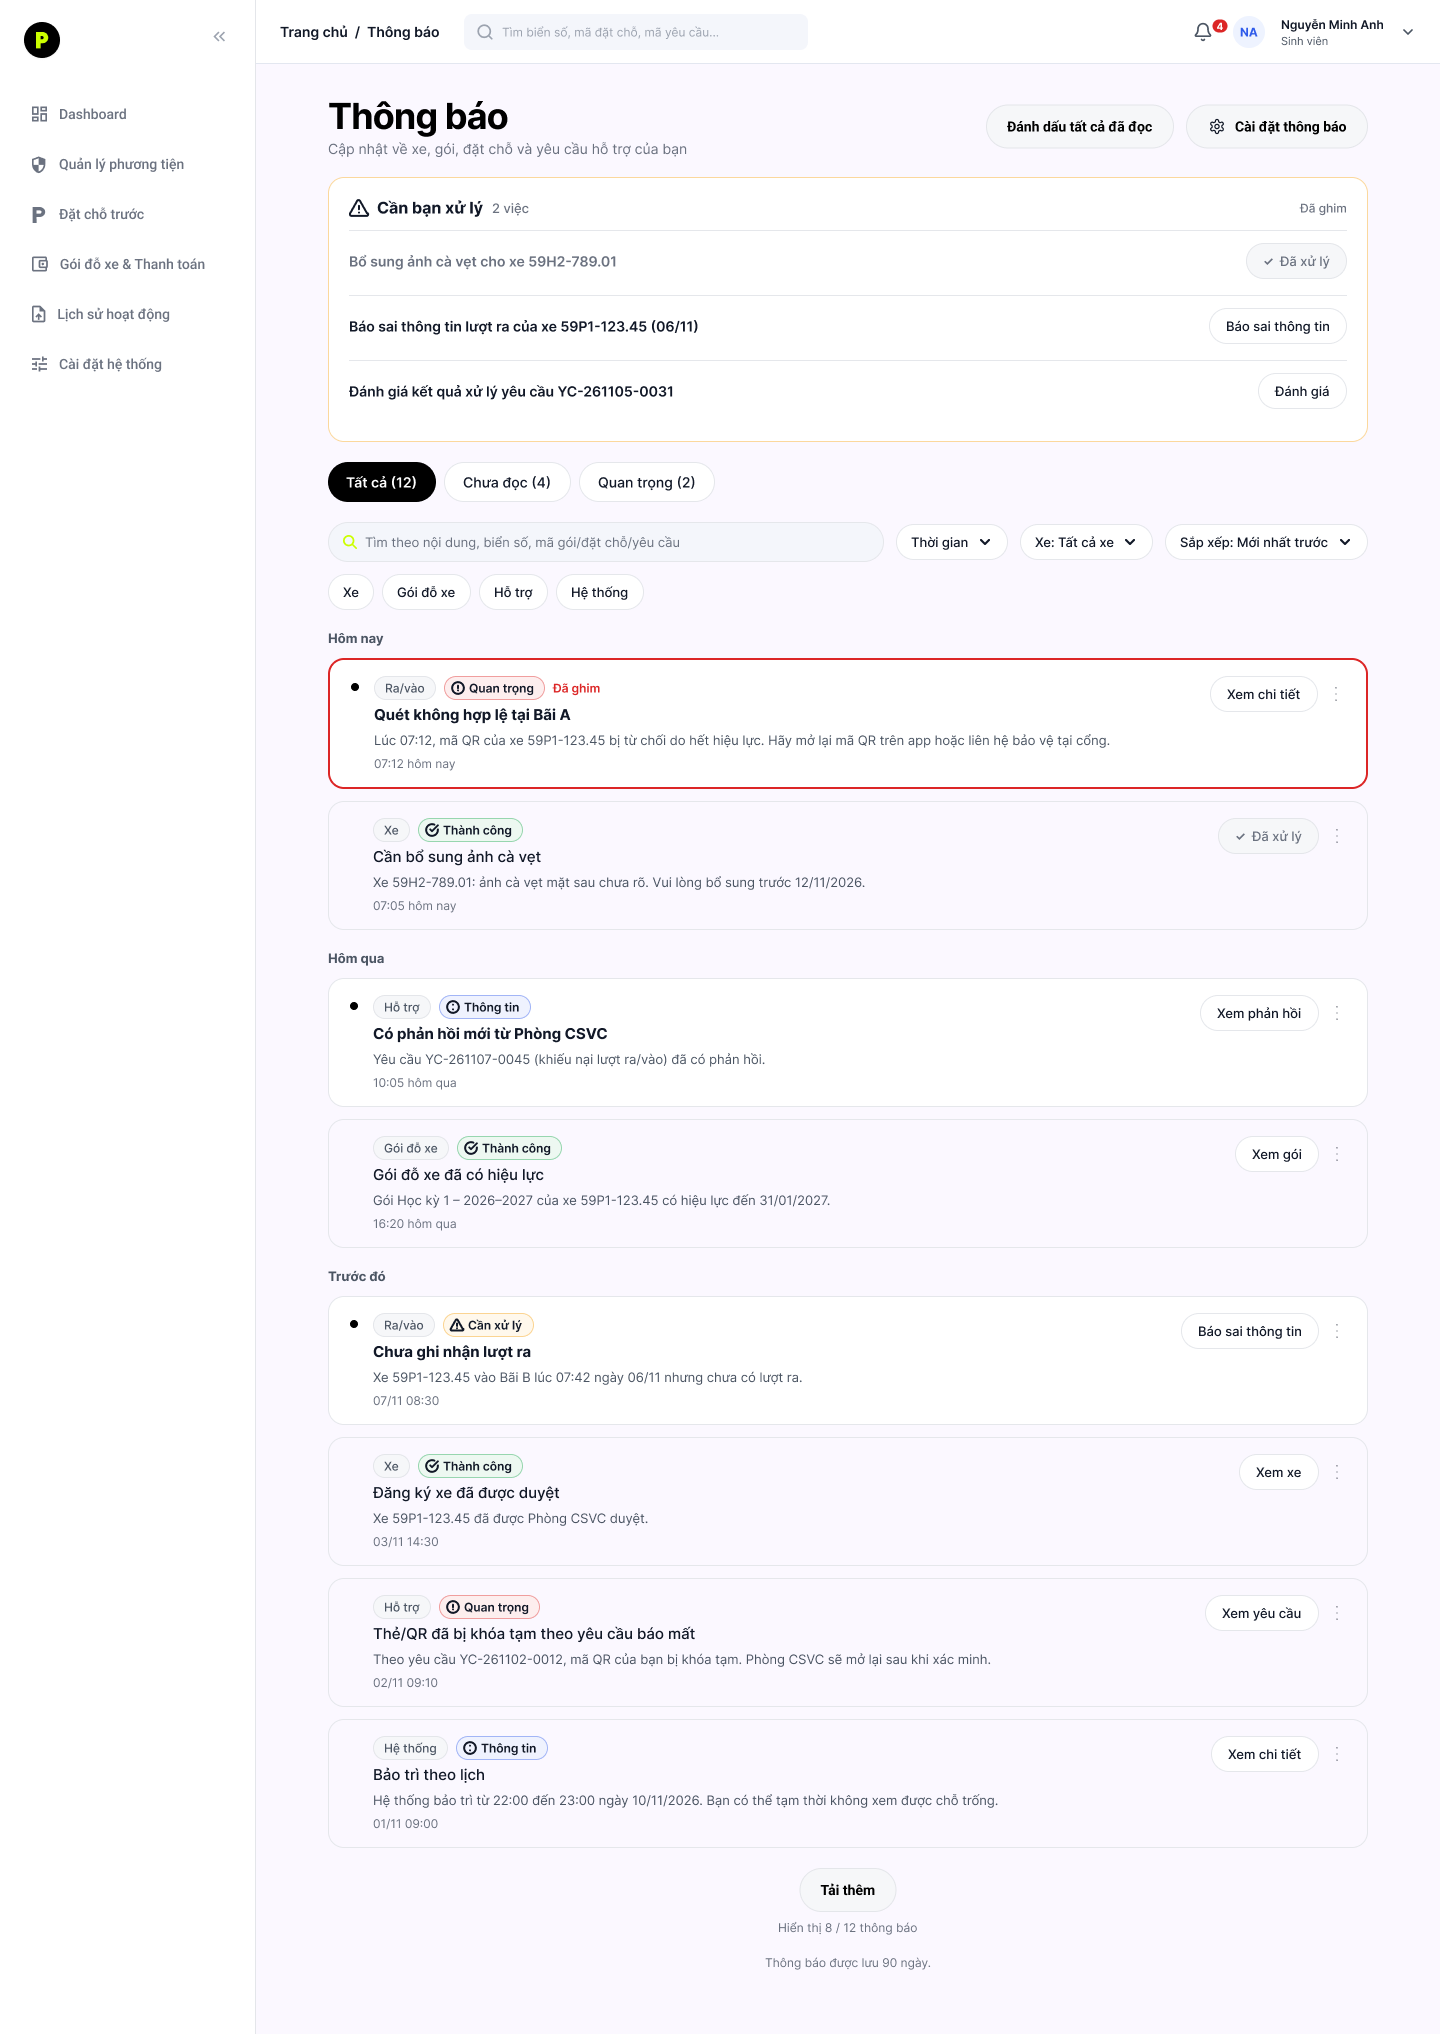 P
Dashboard
Quản lý phương tiện
P Đặt chỗ trước
Gói đỗ xe & Thanh toán
Lịch sử hoạt động
Cài đặt hệ thống
Trang chủ / Thông báo
Tìm biển số, mã đặt chỗ, mã yêu cầu...
4
NA
Nguyễn Minh Anh
Sinh viên
Thông báo
Cập nhật về xe, gói, đặt chỗ và yêu cầu hỗ trợ của bạn
Đánh dấu tất cả đã đọc
Cài đặt thông báo
Cần bạn xử lý 2 việc
Đã ghim
Bổ sung ảnh cà vẹt cho xe 59H2-789.01
Đã xử lý
Báo sai thông tin lượt ra của xe 59P1-123.45 (06/11)
Báo sai thông tin
Đánh giá kết quả xử lý yêu cầu YC-261105-0031
Đánh giá
Tất cả (12)
Chưa đọc (4)
Quan trọng (2)
Tìm theo nội dung, biển số, mã gói/đặt chỗ/yêu cầu
Thời gian
Xe: Tất cả xe
Sắp xếp: Mới nhất trước
Xe
Gói đỗ xe
Hỗ trợ
Hệ thống
Hôm nay
Ra/vào
Quan trọng
Đã ghim
Xem chi tiết
Quét không hợp lệ tại Bãi A
Lúc 07:12, mã QR của xe 59P1-123.45 bị từ chối do hết hiệu lực. Hãy mở lại mã QR trên app hoặc liên hệ bảo vệ tại cổng.
07:12 hôm nay
Xe
Thành công
Đã xử lý
Cần bổ sung ảnh cà vẹt
Xe 59H2-789.01: ảnh cà vẹt mặt sau chưa rõ. Vui lòng bổ sung trước 12/11/2026.
07:05 hôm nay
Hôm qua
Hỗ trợ
Thông tin
Xem phản hồi
Có phản hồi mới từ Phòng CSVC
Yêu cầu YC-261107-0045 (khiếu nại lượt ra/vào) đã có phản hồi.
10:05 hôm qua
Gói đỗ xe
Thành công
Xem gói
Gói đỗ xe đã có hiệu lực
Gói Học kỳ 1 – 2026–2027 của xe 59P1-123.45 có hiệu lực đến 31/01/2027.
16:20 hôm qua
Trước đó
Ra/vào
Cần xử lý
Báo sai thông tin
Chưa ghi nhận lượt ra
Xe 59P1-123.45 vào Bãi B lúc 07:42 ngày 06/11 nhưng chưa có lượt ra.
07/11 08:30
Xe
Thành công
Xem xe
Đăng ký xe đã được duyệt
Xe 59P1-123.45 đã được Phòng CSVC duyệt.
03/11 14:30
Hỗ trợ
Quan trọng
Xem yêu cầu
Thẻ/QR đã bị khóa tạm theo yêu cầu báo mất
Theo yêu cầu YC-261102-0012, mã QR của bạn bị khóa tạm. Phòng CSVC sẽ mở lại sau khi xác minh.
02/11 09:10
Hệ thống
Thông tin
Xem chi tiết
Bảo trì theo lịch
Hệ thống bảo trì từ 22:00 đến 23:00 ngày 10/11/2026. Bạn có thể tạm thời không xem được chỗ trống.
01/11 09:00
Tải thêm
Hiển thị 8 / 12 thông báo
Thông báo được lưu 90 ngày.